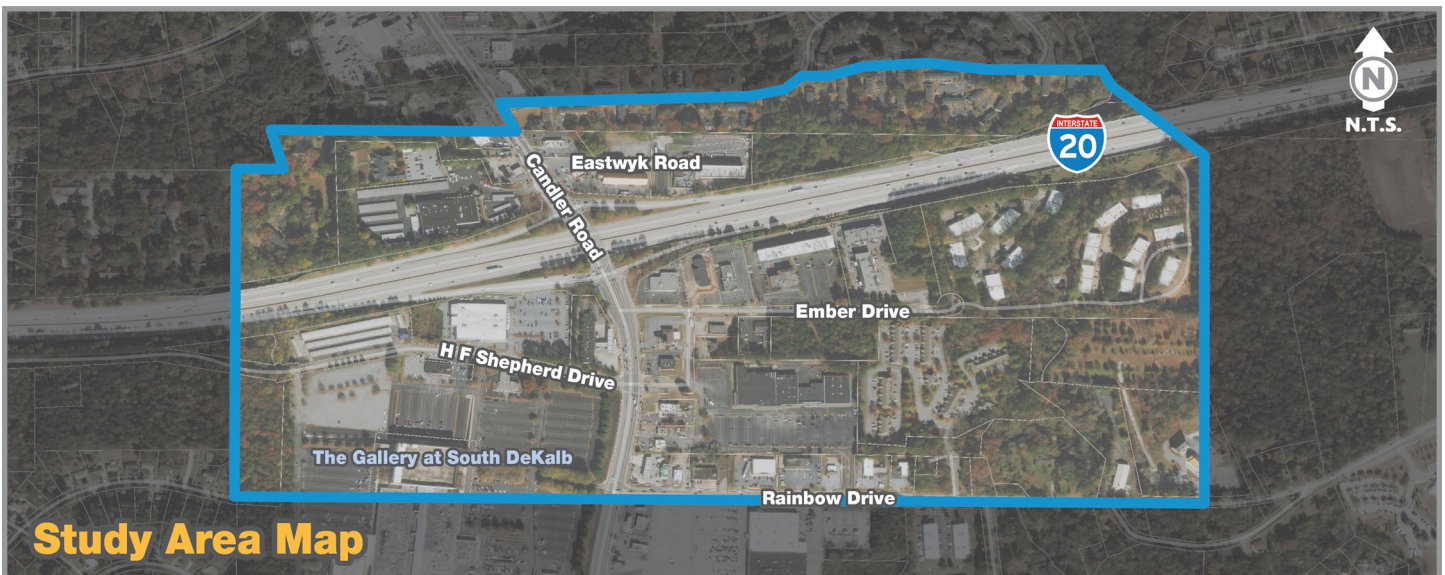 N
N.T.S.
INTERSTATE
20
Eastwyk Road
Candler Road
Ember Drive
H F Shepherd Drive
The Gallery at South DeKalb
Rainbow Drive
Study Area Map